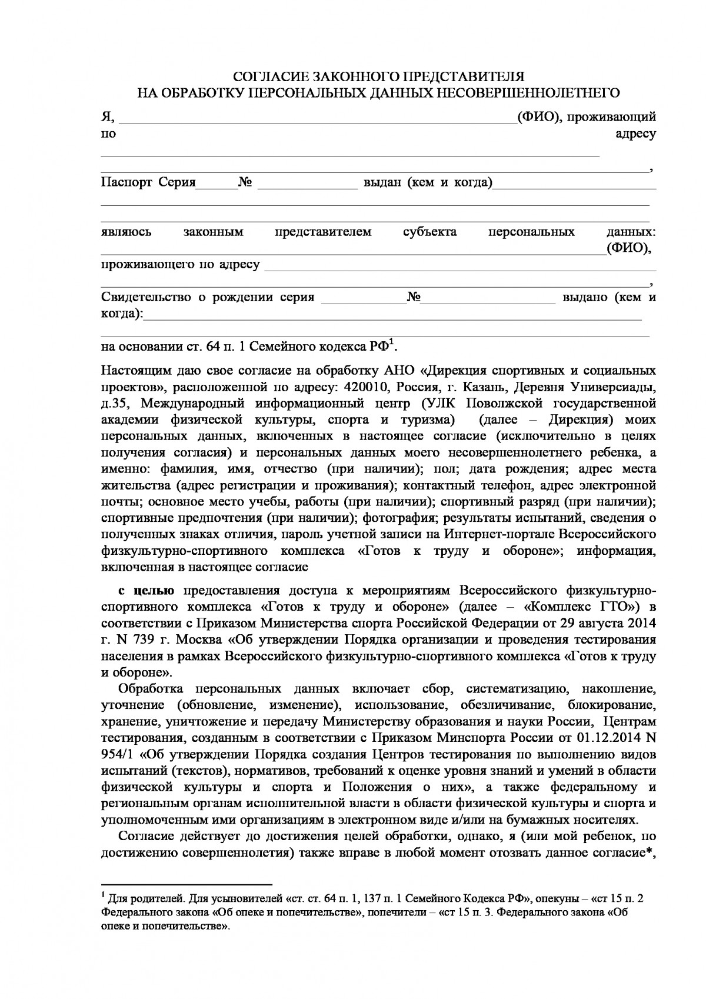 СОГЛАСИЕ ЗАКОННОГО ПРЕДСТАВИТЕЛЯ
НА ОБРАБОТКУ ПЕРСОНАЛЬНЫХ ДАННЫХ НЕСОВЕРШЕННОЛЕТНЕГО
Я, ________________________________________________________(ФИО), проживающий
по адресу
______________________________________________________________________
_____________________________________________________________________________,
Паспорт Серия______№ ______________ выдан (кем и когда)_______________________
_____________________________________________________________________________
_____________________________________________________________________________
являюсь законным представителем субъекта персональных данных:
_______________________________________________________________________(ФИО),
проживающего по адресу _______________________________________________________
_____________________________________________________________________________,
Свидетельство о рождении серия ____________№___________________ выдано (кем и
когда):______________________________________________________________________
_____________________________________________________________________________
на основании ст. 64 п. 1 Семейного кодекса РФ¹.
Настоящим даю свое согласие на обработку АНО «Дирекция спортивных и социальных
проектов», расположенной по адресу: 420010, Россия, г. Казань, Деревня Универсиады,
д.35, Международный информационный центр (УЛК Поволжской государственной
академии физической культуры, спорта и туризма) (далее – Дирекция) моих
персональных данных, включенных в настоящее согласие (исключительно в целях
получения согласия) и персональных данных моего несовершеннолетнего ребенка, а
именно: фамилия, имя, отчество (при наличии); пол; дата рождения; адрес места
жительства (адрес регистрации и проживания); контактный телефон, адрес электронной
почты; основное место учебы, работы (при наличии); спортивный разряд (при наличии);
спортивные предпочтения (при наличии); фотография; результаты испытаний, сведения о
полученных знаках отличия, пароль учетной записи на Интернет-портале Всероссийского
физкультурно-спортивного комплекса «Готов к труду и обороне»; информация,
включенная в настоящее согласие
с целью предоставления доступа к мероприятиям Всероссийского физкультурно-
спортивного комплекса «Готов к труду и обороне» (далее – «Комплекс ГТО») в
соответствии с Приказом Министерства спорта Российской Федерации от 29 августа 2014
г. N 739 г. Москва «Об утверждении Порядка организации и проведения тестирования
населения в рамках Всероссийского физкультурно-спортивного комплекса «Готов к труду
и обороне».
Обработка персональных данных включает сбор, систематизацию, накопление,
уточнение (обновление, изменение), использование, обезличивание, блокирование,
хранение, уничтожение и передачу Министерству образования и науки России, Центрам
тестирования, созданным в соответствии с Приказом Минспорта России от 01.12.2014 N
954/1 «Об утверждении Порядка создания Центров тестирования по выполнению видов
испытаний (текстов), нормативов, требований к оценке уровня знаний и умений в области
физической культуры и спорта и Положения о них», а также федеральному и
региональным органам исполнительной власти в области физической культуры и спорта и
уполномоченным ими организациям в электронном виде и/или на бумажных носителях.
Согласие действует до достижения целей обработки, однако, я (или мой ребенок, по
достижению совершеннолетия) также вправе в любой момент отозвать данное согласие*,
¹ Для родителей. Для усыновителей «ст. ст. 64 п. 1, 137 п. 1 Семейного Кодекса РФ», опекуны – «ст 15 п. 2
Федерального закона «Об опеке и попечительстве», попечители – «ст 15 п. 3. Федерального закона «Об
опеке и попечительстве».